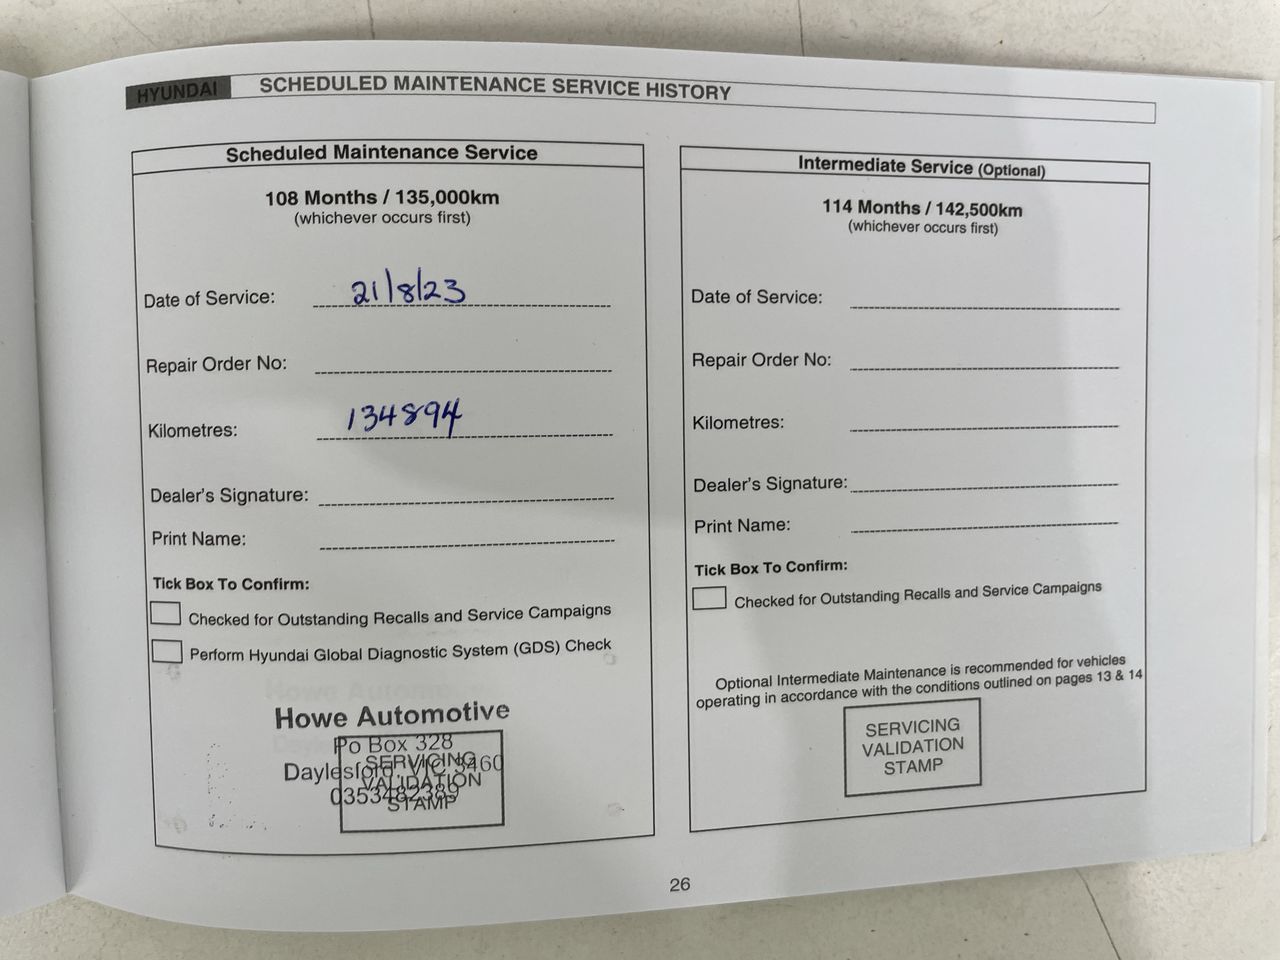 HYUNDAI SCHEDULED MAINTENANCE SERVICE HISTORY
Scheduled Maintenance Service
108 Months / 135,000km
(whichever occurs first)
Date of Service: 21/8/23
Repair Order No:
Kilometres: 134894
Dealer's Signature:
Print Name:
Tick Box To Confirm:
Checked for Outstanding Recalls and Service Campaigns
Perform Hyundai Global Diagnostic System (GDS) Check
Howe Automotive
Po Box 328
Daylesford, VIC 3460
0353482389
SERVICING
VALIDATION
STAMP
Intermediate Service (Optional)
114 Months / 142,500km
(whichever occurs first)
Date of Service:
Repair Order No:
Kilometres:
Dealer's Signature:
Print Name:
Tick Box To Confirm:
Checked for Outstanding Recalls and Service Campaigns
Optional Intermediate Maintenance is recommended for vehicles
operating in accordance with the conditions outlined on pages 13 & 14
SERVICING
VALIDATION
STAMP
26